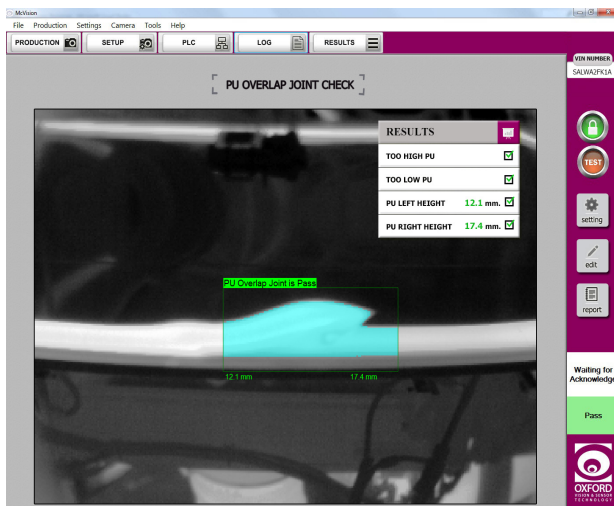 McVision
File Production Settings Camera Tools Help
PRODUCTION SETUP PLC LOG RESULTS
VIN NUMBER
SALWA2FK1A
PU OVERLAP JOINT CHECK
RESULTS
TOO HIGH PU
TOO LOW PU
PU LEFT HEIGHT 12.1 mm.
PU RIGHT HEIGHT 17.4 mm.
TEST
setting
edit
report
PU Overlap Joint is Pass
12.1 mm 17.4 mm
Waiting for
Acknowledge
Pass
OXFORD
VISION & SENSOR
TECHNOLOGY